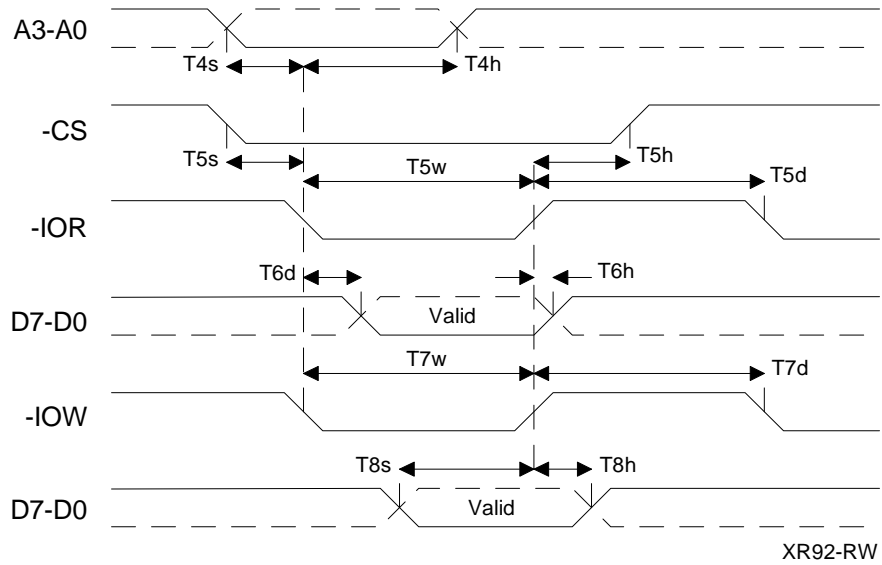 A3-A0
T4s T4h
-CS
T5s T5w T5h T5d
-IOR
T6d T6h
D7-D0 Valid
T7w T7d
-IOW
T8s T8h
D7-D0 Valid
XR92-RW